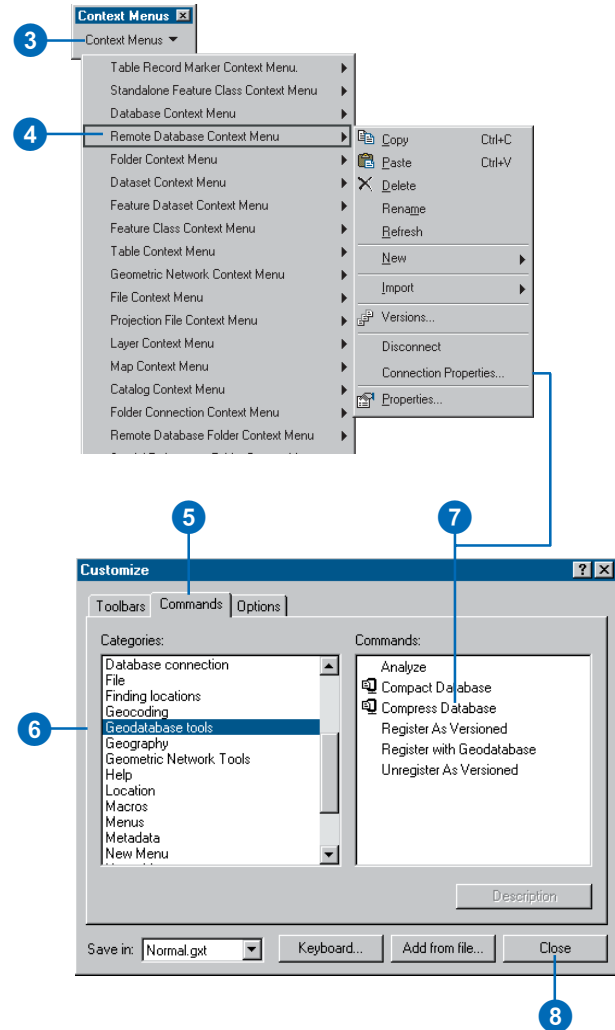 Context Menus
3
Context Menus
Table Record Marker Context Menu.
Standalone Feature Class Context Menu
Database Context Menu
4
Remote Database Context Menu
Folder Context Menu
Dataset Context Menu
Feature Dataset Context Menu
Feature Class Context Menu
Table Context Menu
Geometric Network Context Menu
File Context Menu
Projection File Context Menu
Layer Context Menu
Map Context Menu
Catalog Context Menu
Folder Connection Context Menu
Remote Database Folder Context Menu
Copy Ctrl+C
Paste Ctrl+V
Delete
Rename
Refresh
New
Import
Versions...
Disconnect
Connection Properties...
Properties...
5
7
Customize
Toolbars Commands Options
Categories:
Database connection
File
Finding locations
Geocoding
6
Geodatabase tools
Geography
Geometric Network Tools
Help
Location
Macros
Menus
Metadata
New Menu
Commands:
Analyze
Compact Database
Compress Database
Register As Versioned
Register with Geodatabase
Unregister As Versioned
Description
Save in: Normal.gxt Keyboard... Add from file... Close
8